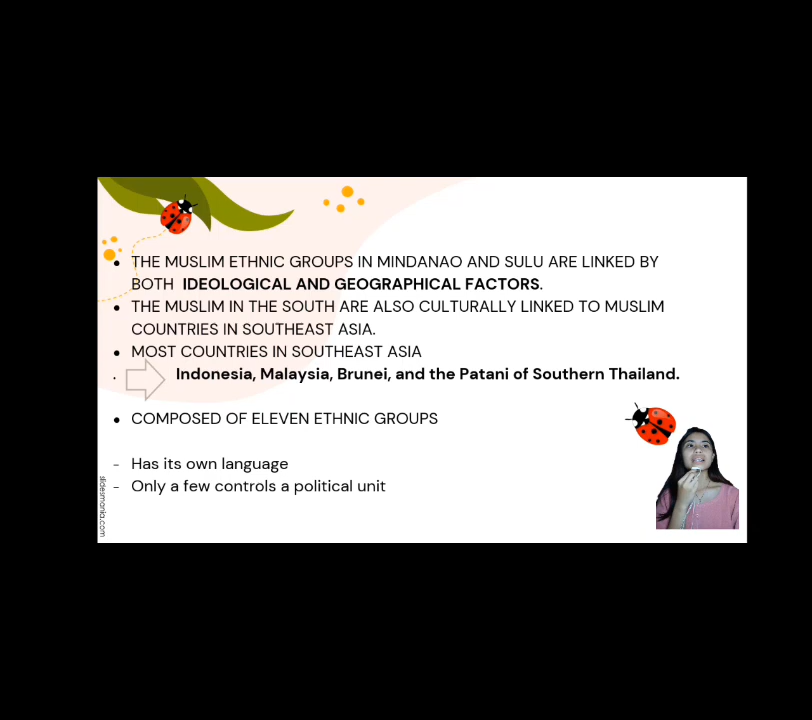 ● THE MUSLIM ETHNIC GROUPS IN MINDANAO AND SULU ARE LINKED BY
BOTH IDEOLOGICAL AND GEOGRAPHICAL FACTORS.
● THE MUSLIM IN THE SOUTH ARE ALSO CULTURALLY LINKED TO MUSLIM
COUNTRIES IN SOUTHEAST ASIA.
● MOST COUNTRIES IN SOUTHEAST ASIA
. Indonesia, Malaysia, Brunei, and the Patani of Southern Thailand.
● COMPOSED OF ELEVEN ETHNIC GROUPS
- Has its own language
- Only a few controls a political unit
slidesmania.com